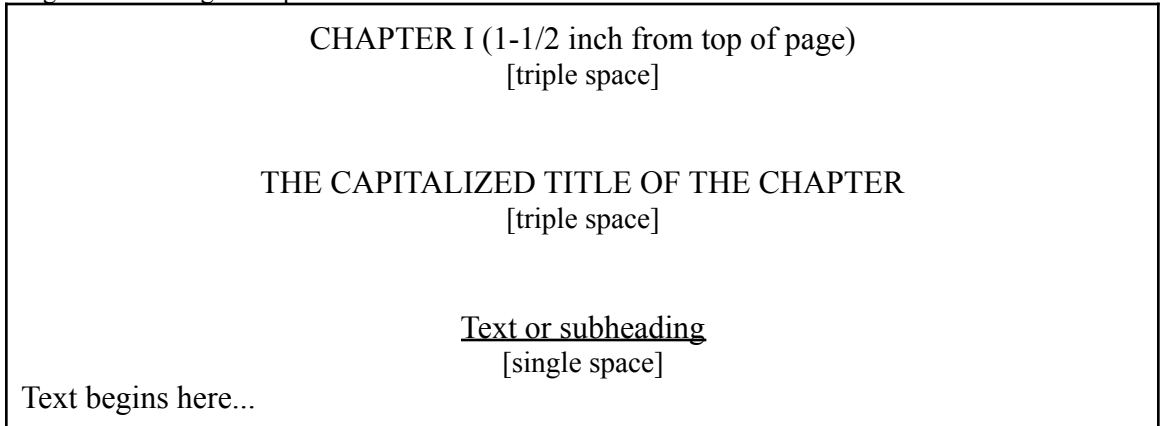 CHAPTER I (1-1/2 inch from top of page)
[triple space]
THE CAPITALIZED TITLE OF THE CHAPTER
[triple space]
Text or subheading
[single space]
Text begins here...